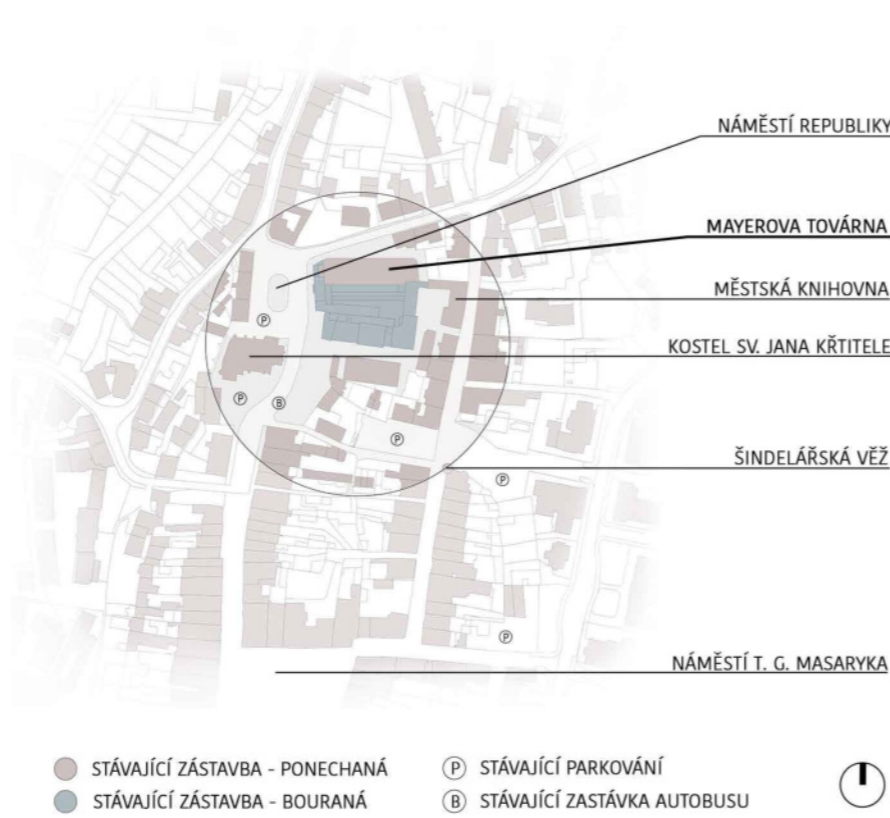 NÁMĚSTÍ REPUBLIKY
MAYEROVA TOVÁRNA
MĚSTSKÁ KNIHOVNA
KOSTEL SV. JANA KŘTITELE
ŠINDELÁŘSKÁ VĚŽ
NÁMĚSTÍ T. G. MASARYKA
P
P
B
P
P
P
STÁVAJÍCÍ ZÁSTAVBA - PONECHANÁ
STÁVAJÍCÍ ZÁSTAVBA - BOURANÁ
P STÁVAJÍCÍ PARKOVÁNÍ
B STÁVAJÍCÍ ZASTÁVKA AUTOBUSU